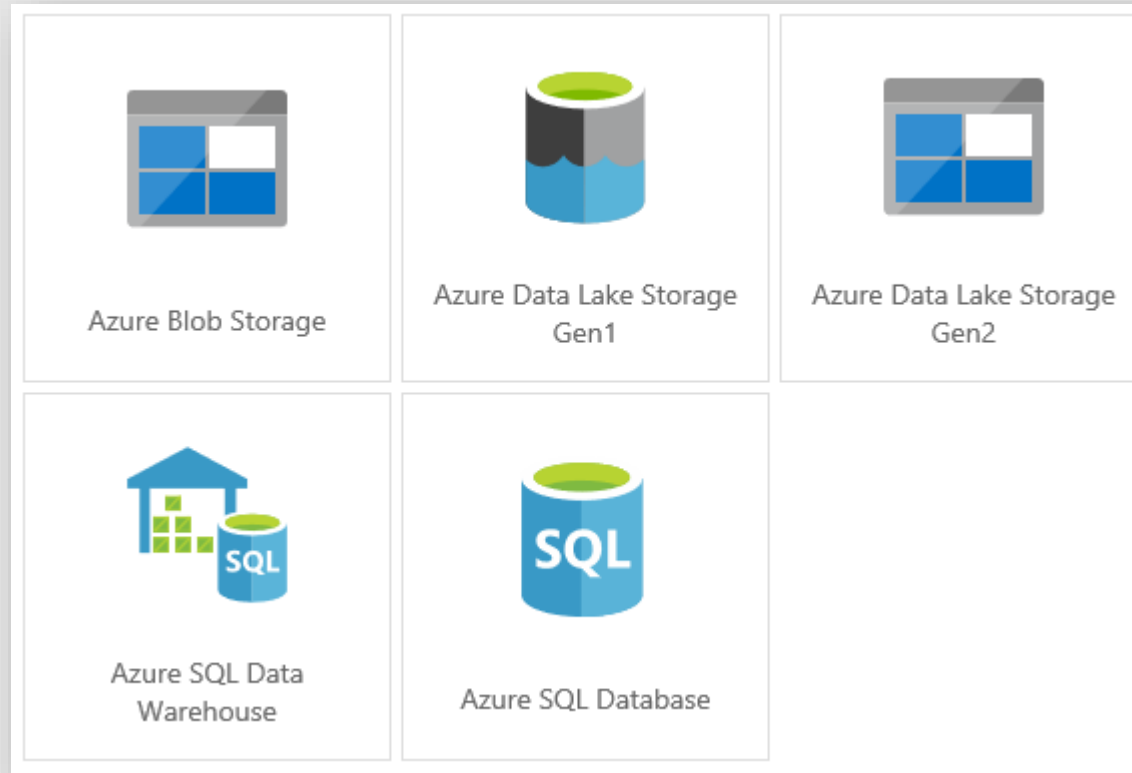 Azure Blob Storage
Azure Data Lake Storage
Gen1
Azure Data Lake Storage
Gen2
SQL
Azure SQL Data
Warehouse
SQL
Azure SQL Database